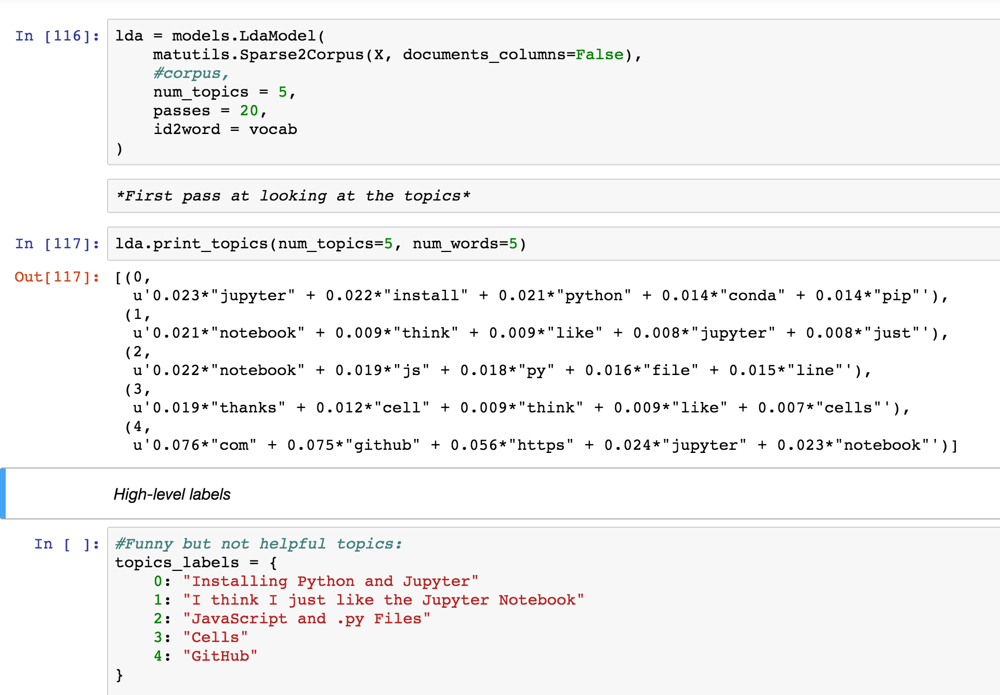 In [116]: lda = models.LdaModel(
    matutils.Sparse2Corpus(X, documents_columns=False),
    #corpus,
    num_topics = 5,
    passes = 20,
    id2word = vocab
)
*First pass at looking at the topics*
In [117]: lda.print_topics(num_topics=5, num_words=5)
Out[117]: [(0,
  u'0.023*"jupyter" + 0.022*"install" + 0.021*"python" + 0.014*"conda" + 0.014*"pip"'),
 (1,
  u'0.021*"notebook" + 0.009*"think" + 0.009*"like" + 0.008*"jupyter" + 0.008*"just"'),
 (2,
  u'0.022*"notebook" + 0.019*"js" + 0.018*"py" + 0.016*"file" + 0.015*"line"'),
 (3,
  u'0.019*"thanks" + 0.012*"cell" + 0.009*"think" + 0.009*"like" + 0.007*"cells"'),
 (4,
  u'0.076*"com" + 0.075*"github" + 0.056*"https" + 0.024*"jupyter" + 0.023*"notebook"')]
High-level labels
In [ ]: #Funny but not helpful topics:
topics_labels = {
    0: "Installing Python and Jupyter"
    1: "I think I just like the Jupyter Notebook"
    2: "JavaScript and .py Files"
    3: "Cells"
    4: "GitHub"
}